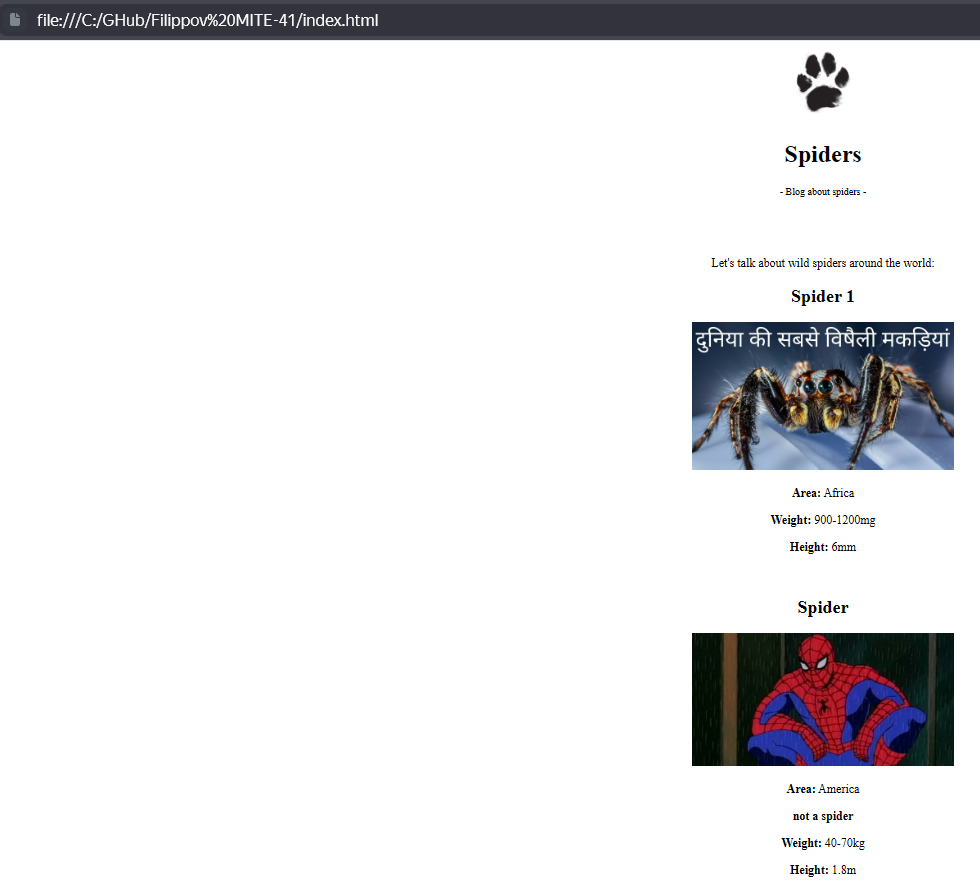 file:///C:/GHub/Filippov%20MITE-41/index.html
Spiders
- Blog about spiders -
Let's talk about wild spiders around the world:
Spider 1
दुनिया की सबसे विषैली मकड़ियां
Area: Africa
Weight: 900-1200mg
Height: 6mm
Spider
Area: America
not a spider
Weight: 40-70kg
Height: 1.8m